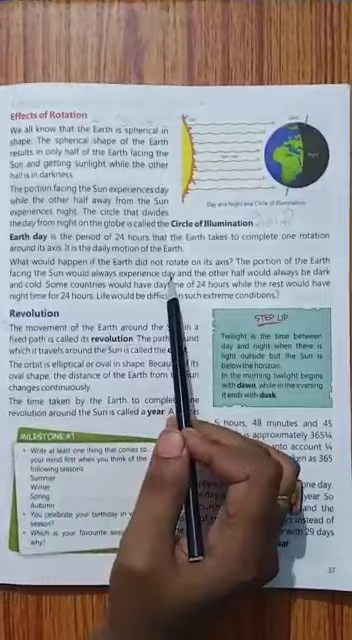 Effects of Rotation
We all know that the Earth is spherical in
shape. The spherical shape of the Earth
results in only half of the Earth facing the
Sun and getting sunlight while the other
half is in darkness.
The portion facing the Sun experiences day
while the other half away from the Sun
experiences night. The circle that divides
the day from night on the globe is called the Circle of Illumination
Day and Night and Circle of Illumination
Night
Earth day is the period of 24 hours that the Earth takes to complete one rotation
around its axis. It is the daily motion of the Earth.
What would happen if the Earth did not rotate on its axis? The portion of the Earth
facing the Sun would always experience day and the other half would always be dark
and cold. Some countries would have daytime of 24 hours while the rest would have
night time for 24 hours. Life would be in such extreme conditions.
Revolution
The movement of the Earth around the in a
fixed path is called its revolution. The path
which it travels around the Sun is called the
The orbit is elliptical or oval in shape. of
its oval shape, the distance of the Earth from Sun
changes continuously.
The time taken by the Earth to one
revolution around the Sun is called a year. is
STEP UP
Twilight is the time between
day and night when there is
light outside but the Sun is
below the horizon.
In the morning twilight begins
with dawn, while in the evening
it ends with dusk.
5 hours, 48 minutes and 45
is approximately 365¼
account ¼
as 365
one day.
year. So
and the
instead of
with 29 days
MILESTONE #1
• Write at least one thing that comes to
your mind first when you think of the
following seasons
Summer
Winter
Spring
Autumn
• You celebrate your birthday in
season?
• Which is your favourite
why?
37